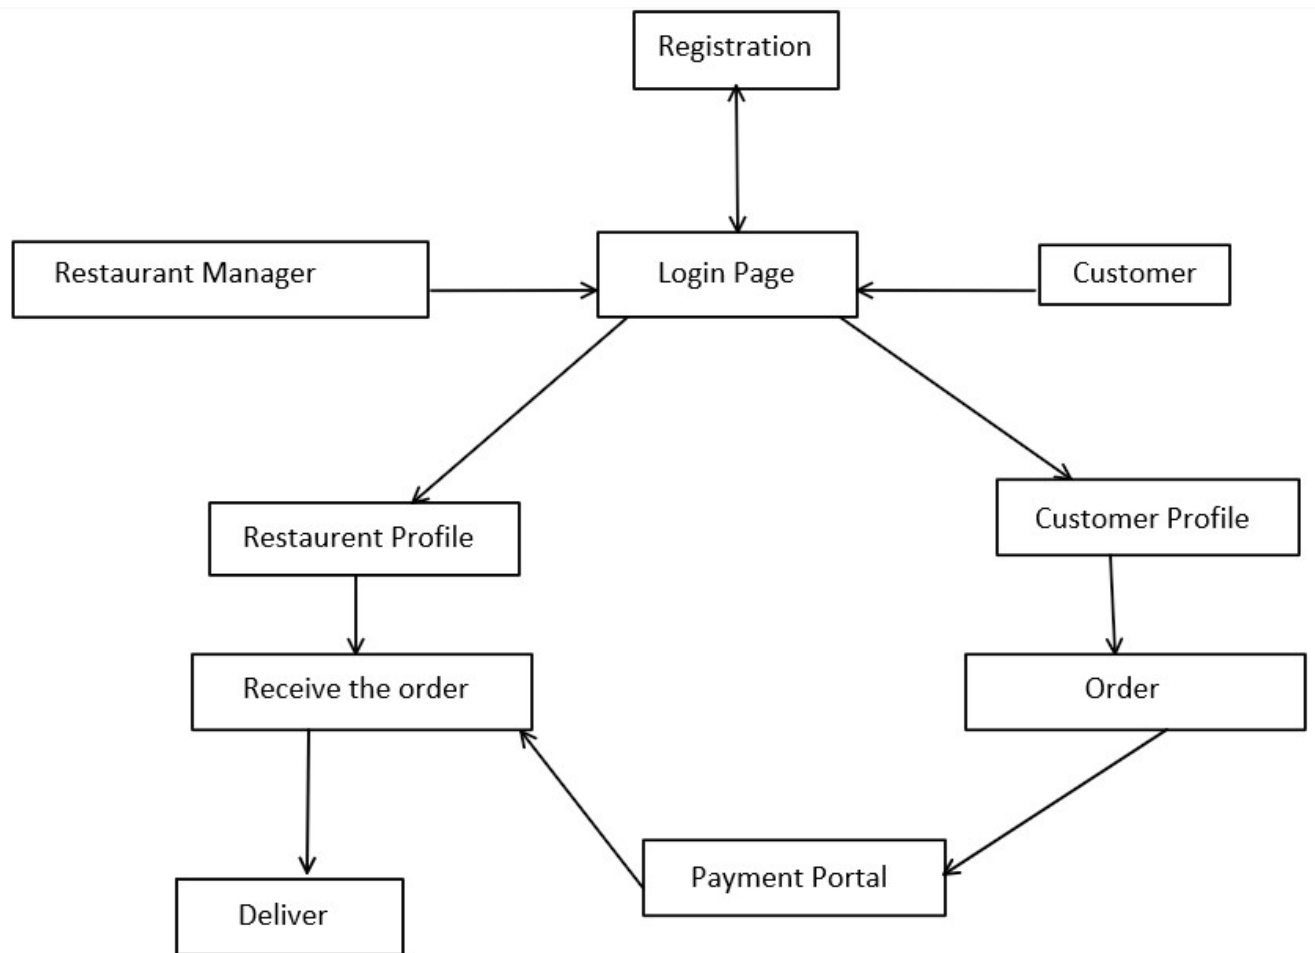 Registration
Restaurant Manager
Login Page
Customer
Restaurent Profile
Customer Profile
Receive the order
Order
Payment Portal
Deliver